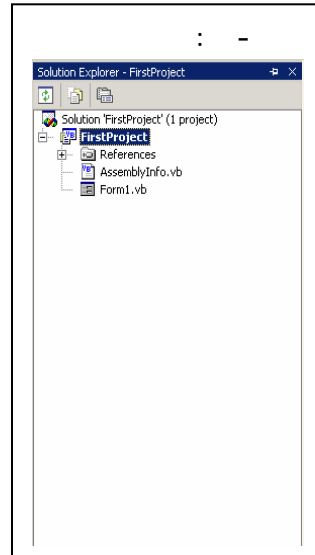 : -
Solution Explorer - FirstProject
Solution 'FirstProject' (1 project)
FirstProject
References
AssemblyInfo.vb
Form1.vb